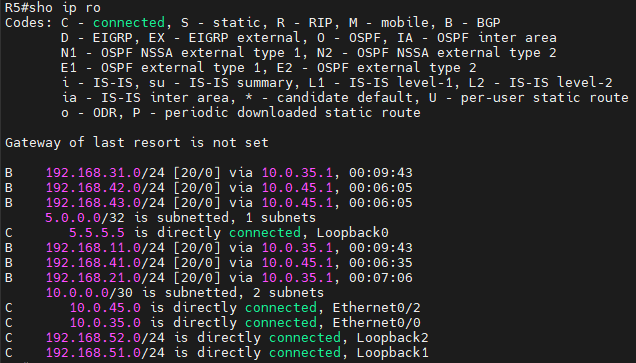 R5#sho ip ro
Codes: C - connected, S - static, R - RIP, M - mobile, B - BGP
       D - EIGRP, EX - EIGRP external, O - OSPF, IA - OSPF inter area
       N1 - OSPF NSSA external type 1, N2 - OSPF NSSA external type 2
       E1 - OSPF external type 1, E2 - OSPF external type 2
       i - IS-IS, su - IS-IS summary, L1 - IS-IS level-1, L2 - IS-IS level-2
       ia - IS-IS inter area, * - candidate default, U - per-user static route
       o - ODR, P - periodic downloaded static route
Gateway of last resort is not set
B    192.168.31.0/24 [20/0] via 10.0.35.1, 00:09:43
B    192.168.42.0/24 [20/0] via 10.0.45.1, 00:06:05
B    192.168.43.0/24 [20/0] via 10.0.45.1, 00:06:05
     5.0.0.0/32 is subnetted, 1 subnets
C       5.5.5.5 is directly connected, Loopback0
B    192.168.11.0/24 [20/0] via 10.0.35.1, 00:09:43
B    192.168.41.0/24 [20/0] via 10.0.45.1, 00:06:35
B    192.168.21.0/24 [20/0] via 10.0.35.1, 00:07:06
     10.0.0.0/30 is subnetted, 2 subnets
C       10.0.45.0 is directly connected, Ethernet0/2
C       10.0.35.0 is directly connected, Ethernet0/0
C    192.168.52.0/24 is directly connected, Loopback2
C    192.168.51.0/24 is directly connected, Loopback1